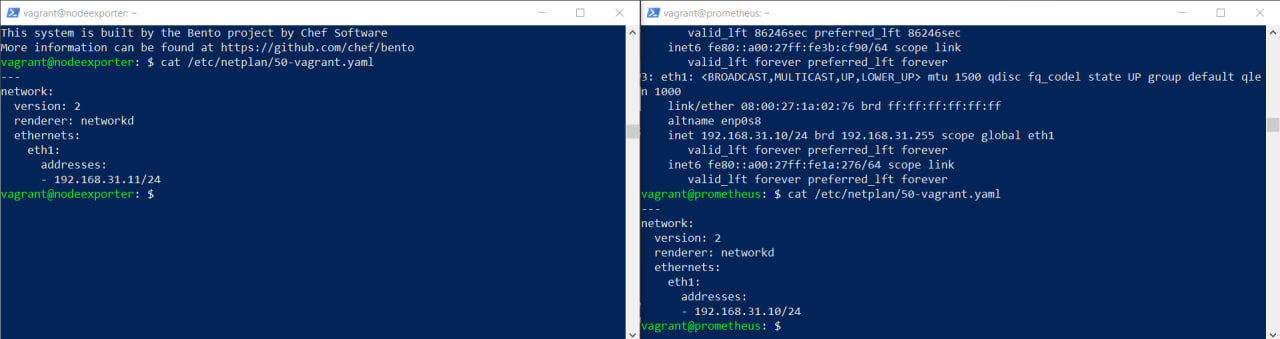 vagrant@nodeexporter: ~
This system is built by the Bento project by Chef Software
More information can be found at https://github.com/chef/bento
vagrant@nodeexporter: $ cat /etc/netplan/50-vagrant.yaml
---
network:
  version: 2
  renderer: networkd
  ethernets:
    eth1:
      addresses:
      - 192.168.31.11/24
vagrant@nodeexporter: $
vagrant@prometheus: ~
       valid_lft 86246sec preferred_lft 86246sec
    inet6 fe80::a00:27ff:fe3b:cf90/64 scope link
       valid_lft forever preferred_lft forever
3: eth1: <BROADCAST,MULTICAST,UP,LOWER_UP> mtu 1500 qdisc fq_codel state UP group default qle
n 1000
    link/ether 08:00:27:1a:02:76 brd ff:ff:ff:ff:ff:ff
    altname enp0s8
    inet 192.168.31.10/24 brd 192.168.31.255 scope global eth1
       valid_lft forever preferred_lft forever
    inet6 fe80::a00:27ff:fe1a:276/64 scope link
       valid_lft forever preferred_lft forever
vagrant@prometheus: $ cat /etc/netplan/50-vagrant.yaml
---
network:
  version: 2
  renderer: networkd
  ethernets:
    eth1:
      addresses:
      - 192.168.31.10/24
vagrant@prometheus: $